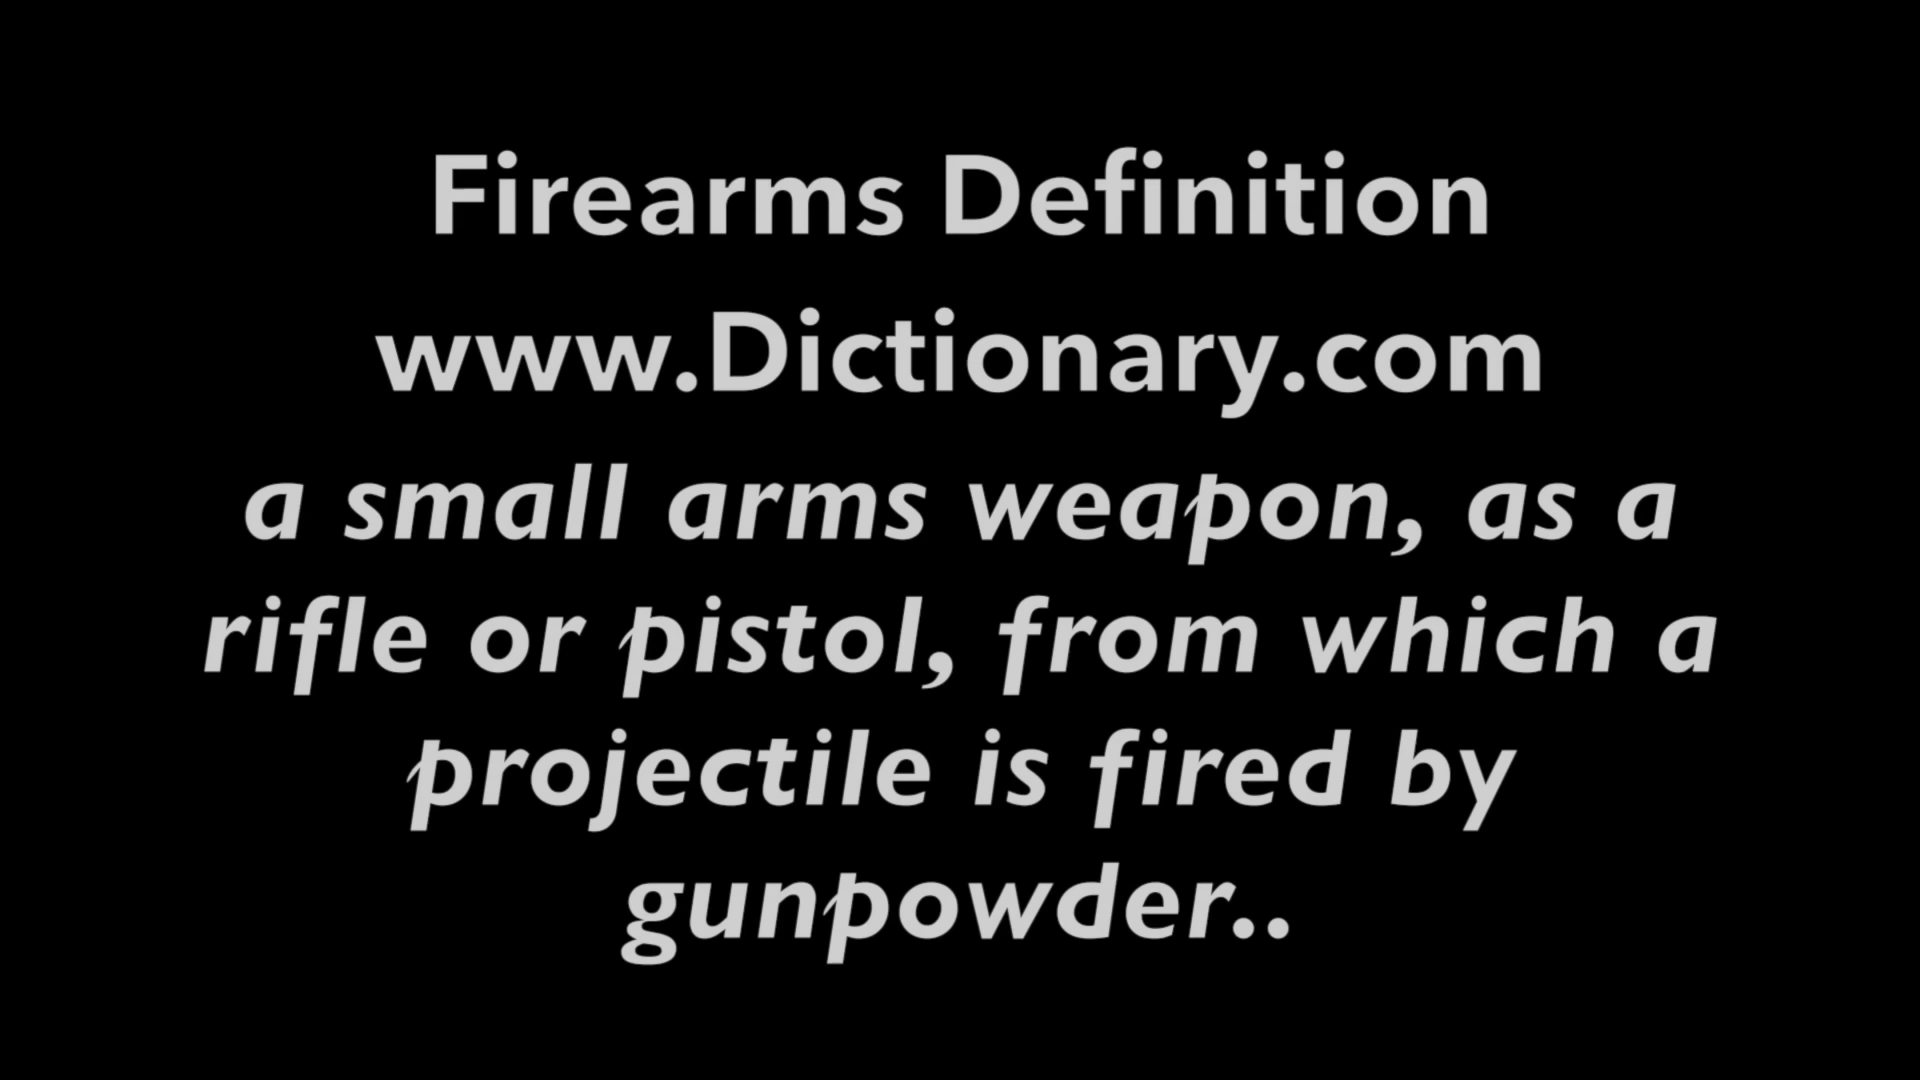 Firearms Definition
www.Dictionary.com
a small arms weapon, as a
rifle or pistol, from which a
projectile is fired by
gunpowder..